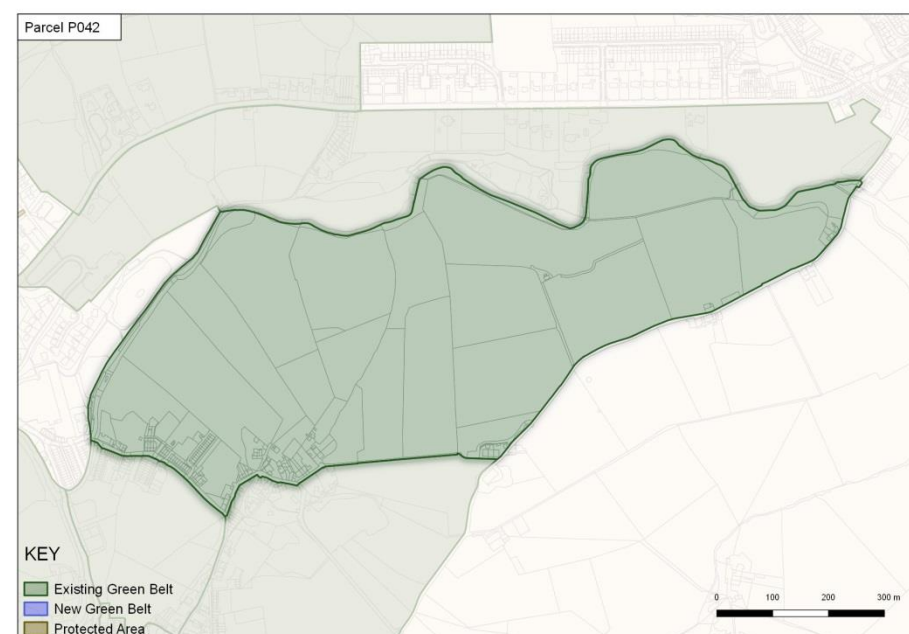 Parcel P042
KEY
Existing Green Belt
New Green Belt
Protected Area
0 100 200 300 m